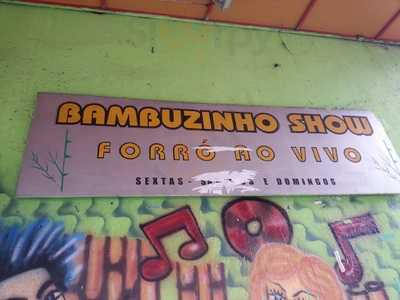 BAMBUZINHO SHOW
FORRÓ AO VIVO
SEXTAS - E DOMINGOS